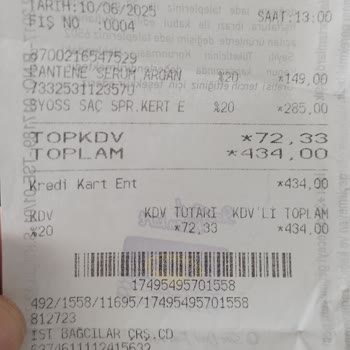 TARİH:10/06/2025 SAAT:13:00
FİŞ NO :0004
8700216547529
PANTENE SERUM ARGAN %20 *149,00
7332531123570
SYOSS SAÇ SPR.KERT E %20 *285,00
TOPKDV *72,33
TOPLAM *434,00
Kredi Kart Ent *434,00
KDV KDV TUTARI KDV'Lİ TOPLAM
%20 *72,33 *434,00
17495495701558
492/1558/11695/17495495701558
812723
IST BAGCILAR ÇRŞ.CD